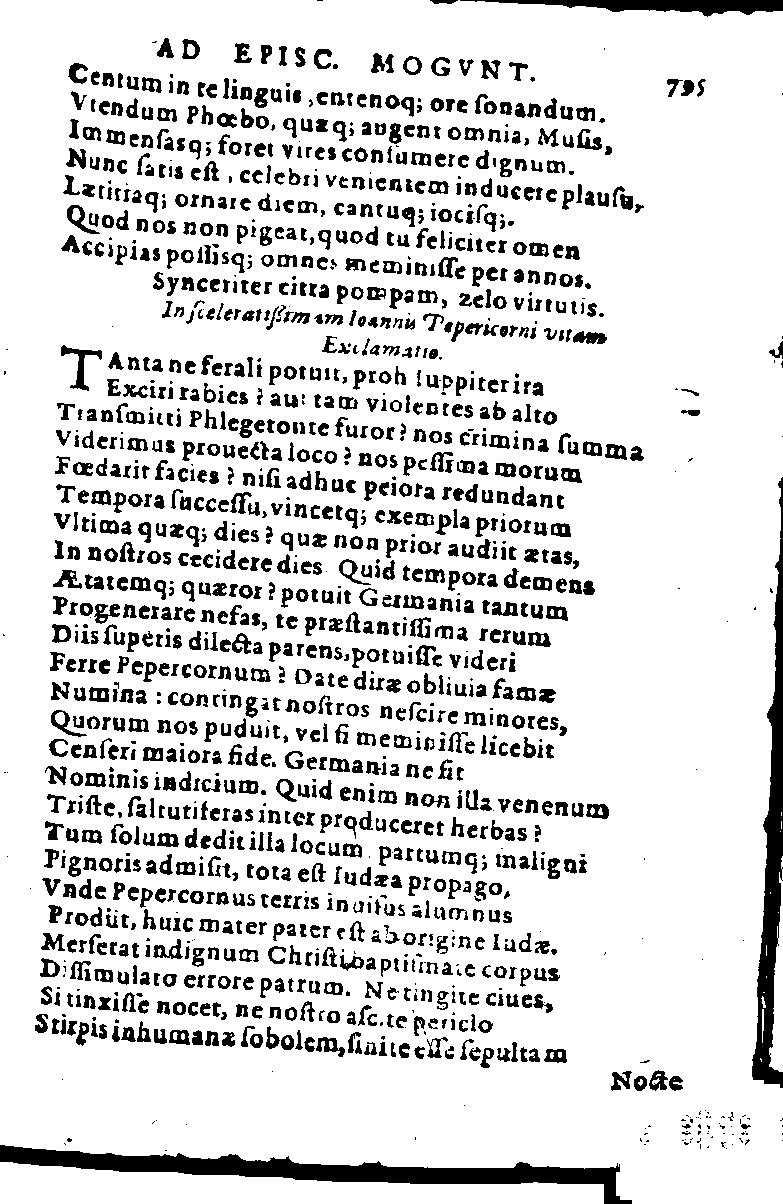 AD EPISC. MOGVNT. 795
Centum in te linguis, entenoq; ore ſonandum.
Vtendum Phœbo, quæq; augent omnia, Muſis,
Immenſasq; foret vires conſumere dignum.
Nunc ſatis eſt, celebri venientem inducere plauſu,
Lætitiaq; ornare diem, cantuq; iociſq;.
Quod nos non pigeat, quod tu feliciter omen
Accipias poſſisq; omnes meminiſſe per annos.
Synceriter citra pompam, zelo virtutis.
In ſceleratißimam Ioannis Pepericorni vitam
Exclamatio.
TAnta ne ferali potuit, proh Iuppiter ira
Exciri rabies? aut tam violentes ab alto
Tranſmitti Phlegetonte furor? nos crimina ſumma
Viderimus prouecta loco? nos peſſima morum
Fœdarit facies? niſi adhuc peiora redundant
Tempora ſucceſſu, vincetq; exempla priorum
Vltima quæq; dies? quæ non prior audiit ætas,
In noſtros cecidere dies. Quid tempora demens
Ætatemq; quæror? potuit Germania tantum
Progenerare nefas, te præſtantiſſima rerum
Diis ſuperis dilecta parens, potuiſſe videri
Ferre Pepercornum? Date diræ obliuia famæ
Numina: contingat noſtros neſcire minores,
Quorum nos puduit, vel ſi meminiſſe licebit
Cenſeri maiora fide. Germania ne ſit
Nominis indicium. Quid enim non illa venenum
Triſte, ſaltutiferas inter produceret herbas?
Tum ſolum dedit illa locum partumq; maligni
Pignoris admiſit, tota eſt Iudæa propago,
Vnde Pepercornus terris inuiſus alumnus
Prodiit, huic mater pater eſt ab origine Iudæ.
Merſerat indignum Chriſti baptiſmate corpus
Diſſimulato errore patrum. Ne tingite ciues,
Si tinxiſſe nocet, ne noſtro aſc.te periclo
Stirpis inhumanæ ſobolem, ſinite eſſe ſepultam
Nocte